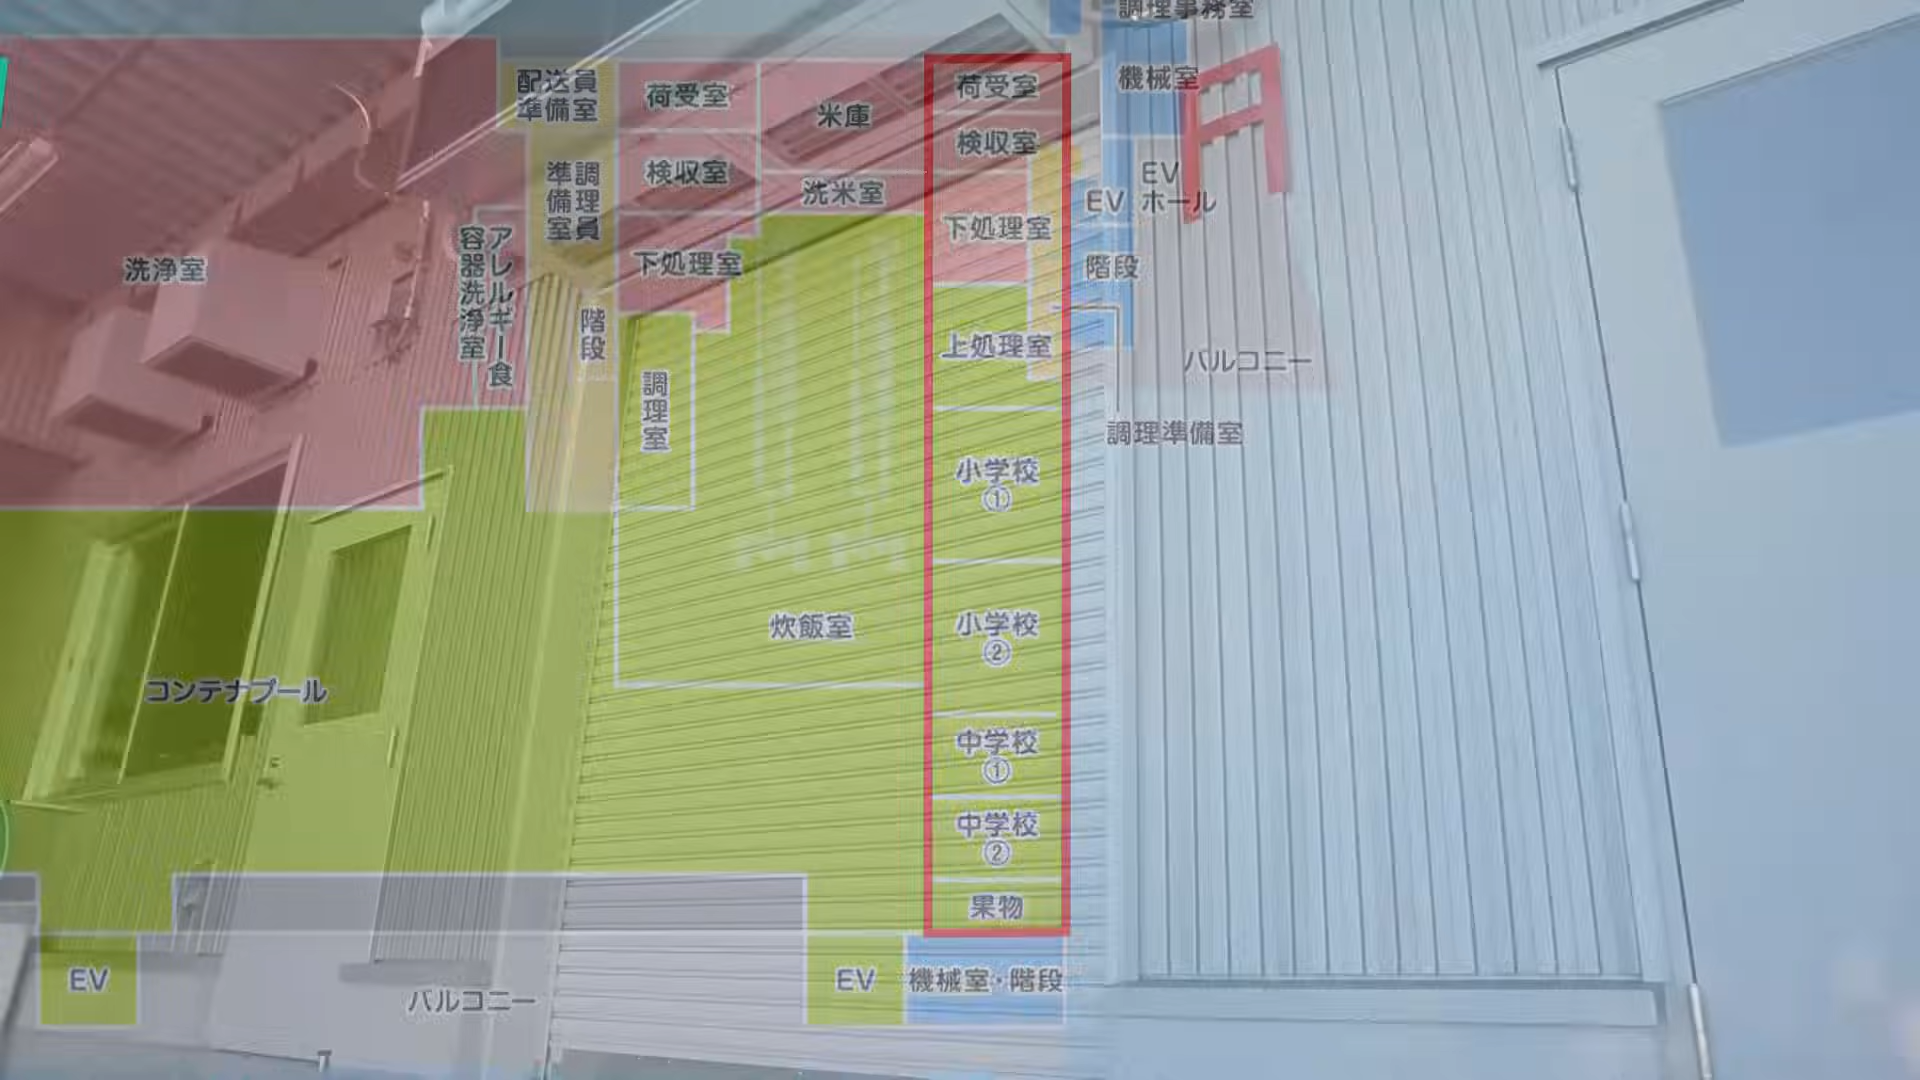 調理事務室
配送員
準備室
荷受室
米庫
荷受室
機械室
検収室
検収室
調理員
準備室
洗米室
EV
ホール
EV
下処理室
下処理室
階段
洗浄室
アレルギー食
容器洗浄室
階段
上処理室
バルコニー
調理室
調理準備室
小学校
①
小学校
②
炊飯室
コンテナプール
中学校
①
中学校
②
果物
EV
バルコニー
EV
機械室・階段
A